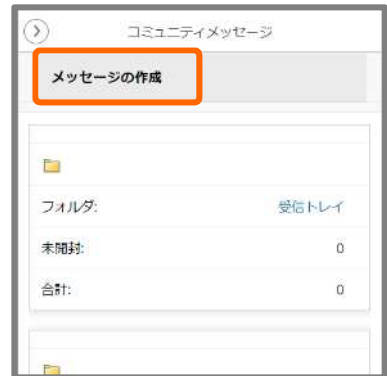 コミュニティメッセージ
メッセージの作成
フォルダ: 受信トレイ
未開封: 0
合計: 0